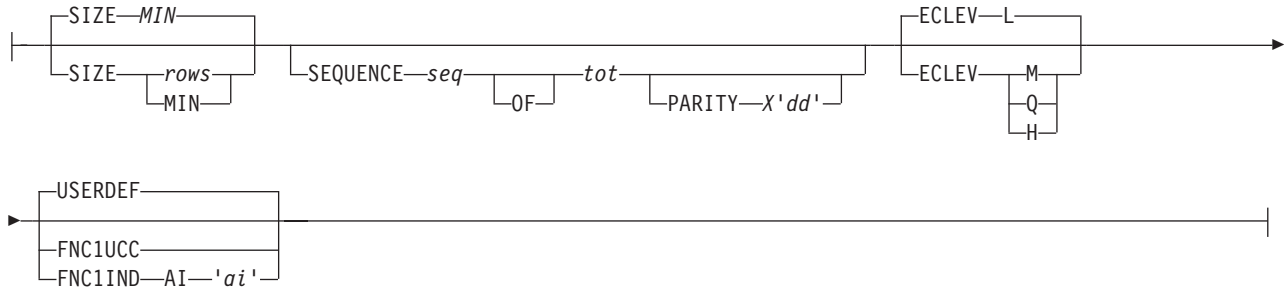 SIZE MIN ECLEV L
SIZE rows SEQUENCE seq tot ECLEV M
MIN OF PARITY X'dd' Q
H
USERDEF
FNC1UCC
FNC1IND AI 'ai'